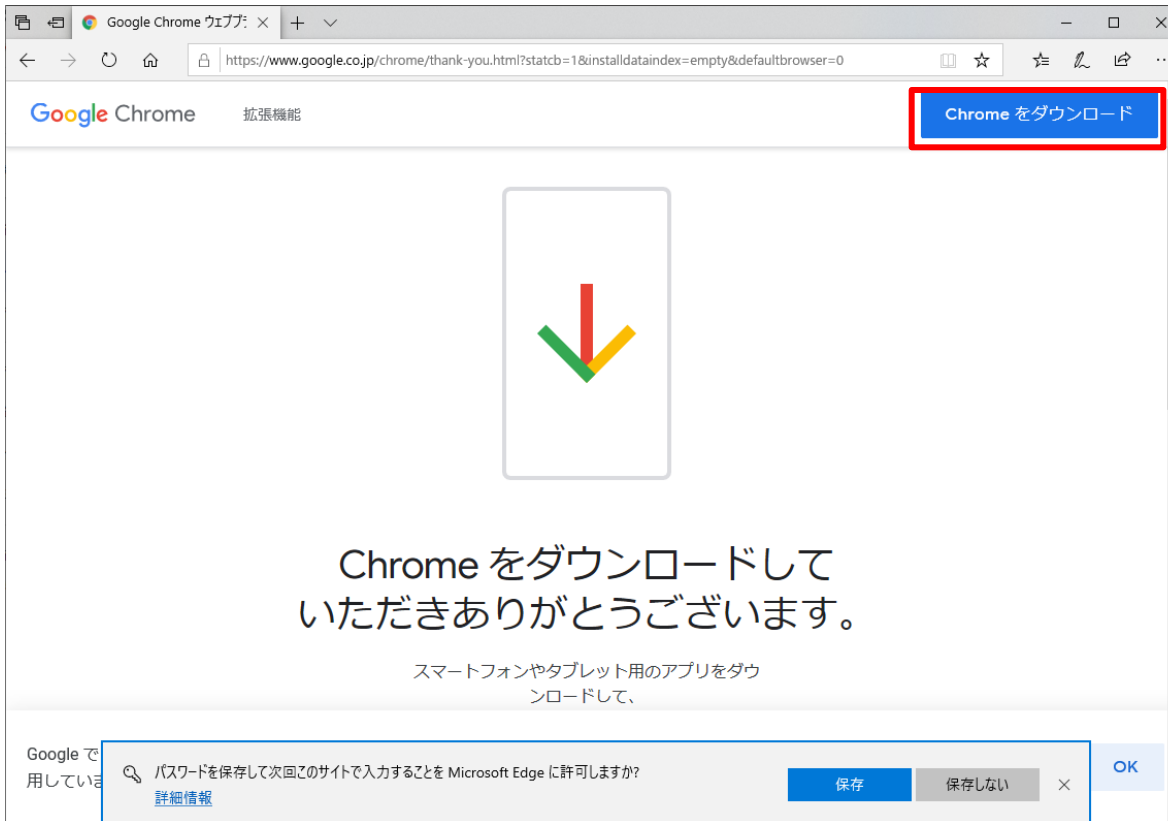 Google Chrome ウェブブラ
https://www.google.co.jp/chrome/thank-you.html?statcb=1&installdataindex=empty&defaultbrowser=0
Google Chrome
拡張機能
Chrome をダウンロード
Chrome をダウンロードして
いただきありがとうございます。
スマートフォンやタブレット用のアプリをダウ
ンロードして、
Google で
用していま
OK
パスワードを保存して次回このサイトで入力することを Microsoft Edge に許可しますか?
詳細情報
保存
保存しない